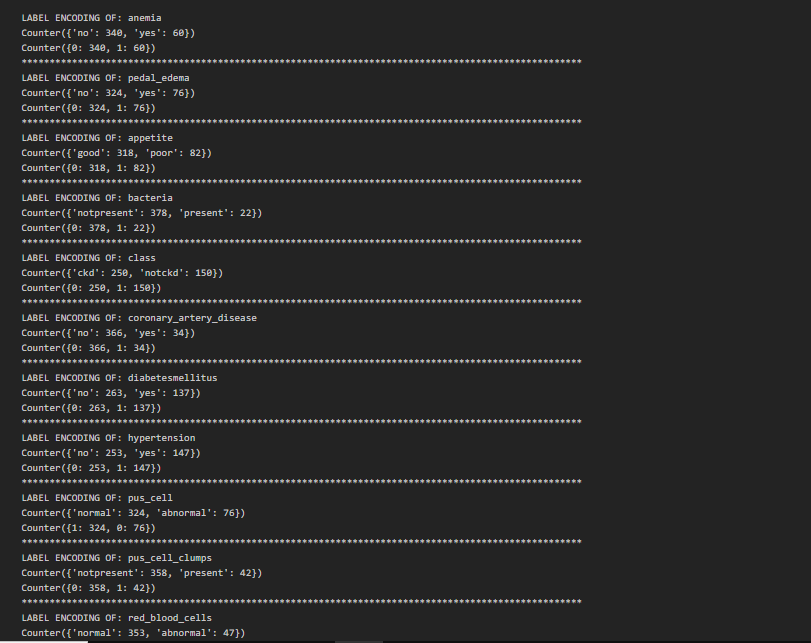 LABEL ENCODING OF: anemia
Counter({'no': 340, 'yes': 60})
Counter({0: 340, 1: 60})
****************************************************************************************************
LABEL ENCODING OF: pedal_edema
Counter({'no': 324, 'yes': 76})
Counter({0: 324, 1: 76})
****************************************************************************************************
LABEL ENCODING OF: appetite
Counter({'good': 318, 'poor': 82})
Counter({0: 318, 1: 82})
****************************************************************************************************
LABEL ENCODING OF: bacteria
Counter({'notpresent': 378, 'present': 22})
Counter({0: 378, 1: 22})
****************************************************************************************************
LABEL ENCODING OF: class
Counter({'ckd': 250, 'notckd': 150})
Counter({0: 250, 1: 150})
****************************************************************************************************
LABEL ENCODING OF: coronary_artery_disease
Counter({'no': 366, 'yes': 34})
Counter({0: 366, 1: 34})
****************************************************************************************************
LABEL ENCODING OF: diabetesmellitus
Counter({'no': 263, 'yes': 137})
Counter({0: 263, 1: 137})
****************************************************************************************************
LABEL ENCODING OF: hypertension
Counter({'no': 253, 'yes': 147})
Counter({0: 253, 1: 147})
****************************************************************************************************
LABEL ENCODING OF: pus_cell
Counter({'normal': 324, 'abnormal': 76})
Counter({1: 324, 0: 76})
****************************************************************************************************
LABEL ENCODING OF: pus_cell_clumps
Counter({'notpresent': 358, 'present': 42})
Counter({0: 358, 1: 42})
****************************************************************************************************
LABEL ENCODING OF: red_blood_cells
Counter({'normal': 353, 'abnormal': 47})